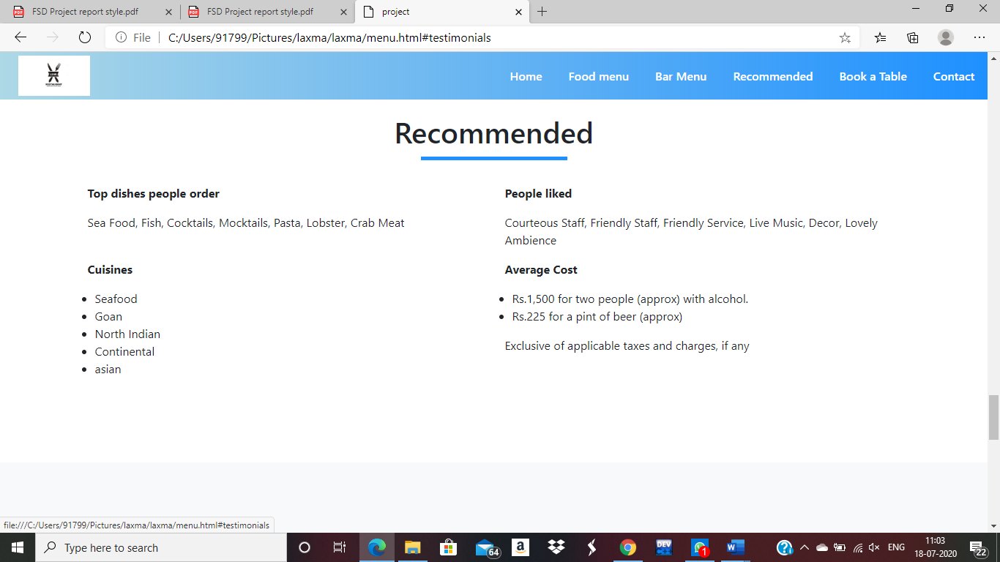 FSD Project report style.pdf
FSD Project report style.pdf
project
File
C:/Users/91799/Pictures/laxma/laxma/menu.html#testimonials
RESTAURANT
Home
Food menu
Bar Menu
Recommended
Book a Table
Contact
Recommended
Top dishes people order
Sea Food, Fish, Cocktails, Mocktails, Pasta, Lobster, Crab Meat
People liked
Courteous Staff, Friendly Staff, Friendly Service, Live Music, Decor, Lovely
Ambience
Cuisines
Seafood
Goan
North Indian
Continental
asian
Average Cost
Rs.1,500 for two people (approx) with alcohol.
Rs.225 for a pint of beer (approx)
Exclusive of applicable taxes and charges, if any
file:///C:/Users/91799/Pictures/laxma/laxma/menu.html#testimonials
Type here to search
64
DEV
1
ENG
11:03
18-07-2020
22